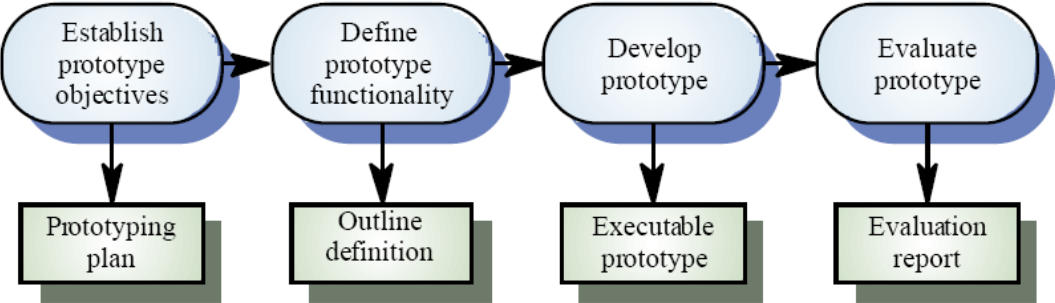 Establish
prototype
objectives
Define
prototype
functionality
Develop
prototype
Evaluate
prototype
Prototyping
plan
Outline
definition
Executable
prototype
Evaluation
report